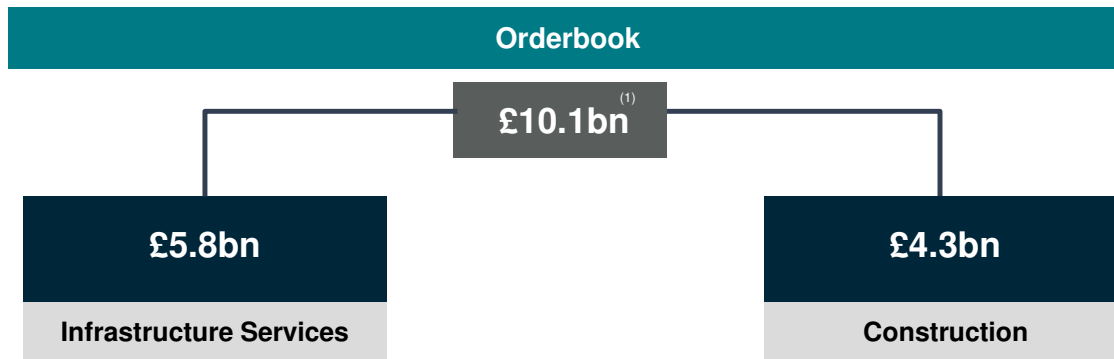 Orderbook
£10.1bn(1)
£5.8bn
£4.3bn
Infrastructure Services
Construction